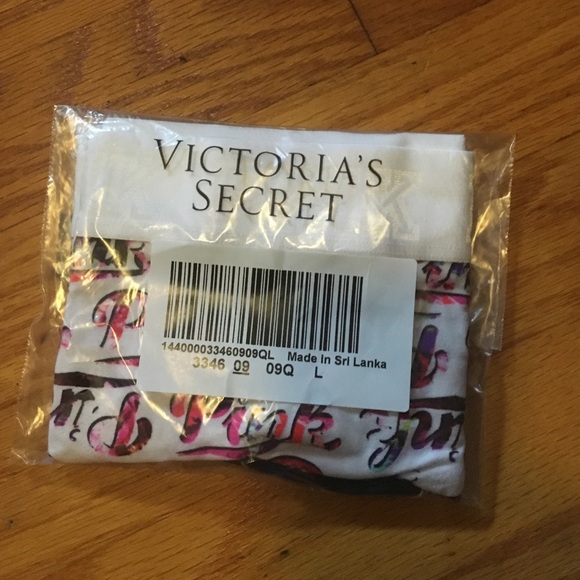 VICTORIA'S
SECRET
144000033460909QL Made In Sri Lanka
3346 09 09Q L
Pink